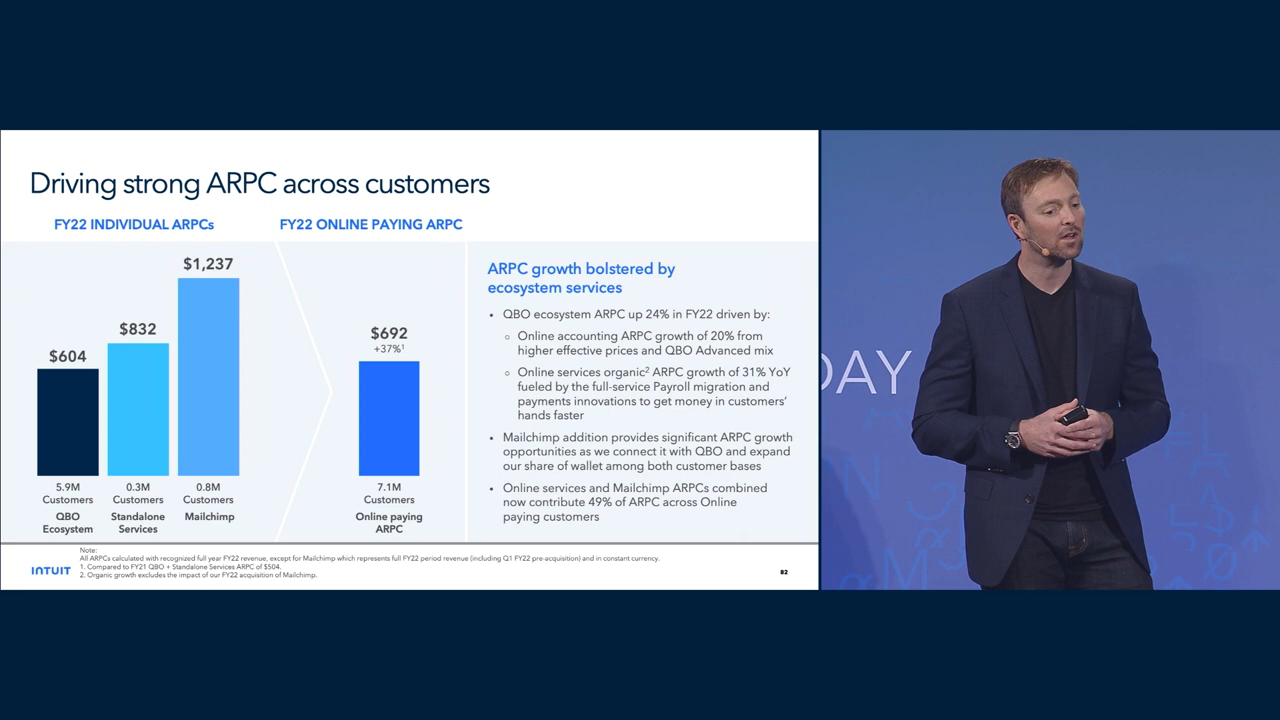 Driving strong ARPC across customers
FY22 INDIVIDUAL ARPCs
FY22 ONLINE PAYING ARPC
$604
$832
$1,237
5.9M
Customers
QBO
Ecosystem
0.3M
Customers
Standalone
Services
0.8M
Customers
Mailchimp
$692
+37%¹
7.1M
Customers
Online paying
ARPC
ARPC growth bolstered by
ecosystem services
• QBO ecosystem ARPC up 24% in FY22 driven by:
○ Online accounting ARPC growth of 20% from
higher effective prices and QBO Advanced mix
○ Online services organic² ARPC growth of 31% YoY
fueled by the full-service Payroll migration and
payments innovations to get money in customers’
hands faster
• Mailchimp addition provides significant ARPC growth
opportunities as we connect it with QBO and expand
our share of wallet among both customer bases
• Online services and Mailchimp ARPCs combined
now contribute 49% of ARPC across Online
paying customers
Note:
All ARPCs calculated with recognized full year FY22 revenue, except for Mailchimp which represents full FY22 period revenue (including Q1 FY22 pre-acquisition) and in constant currency.
1. Compared to FY21 QBO + Standalone Services ARPC of $504.
2. Organic growth excludes the impact of our FY22 acquisition of Mailchimp.
INTUIT
82
DAY